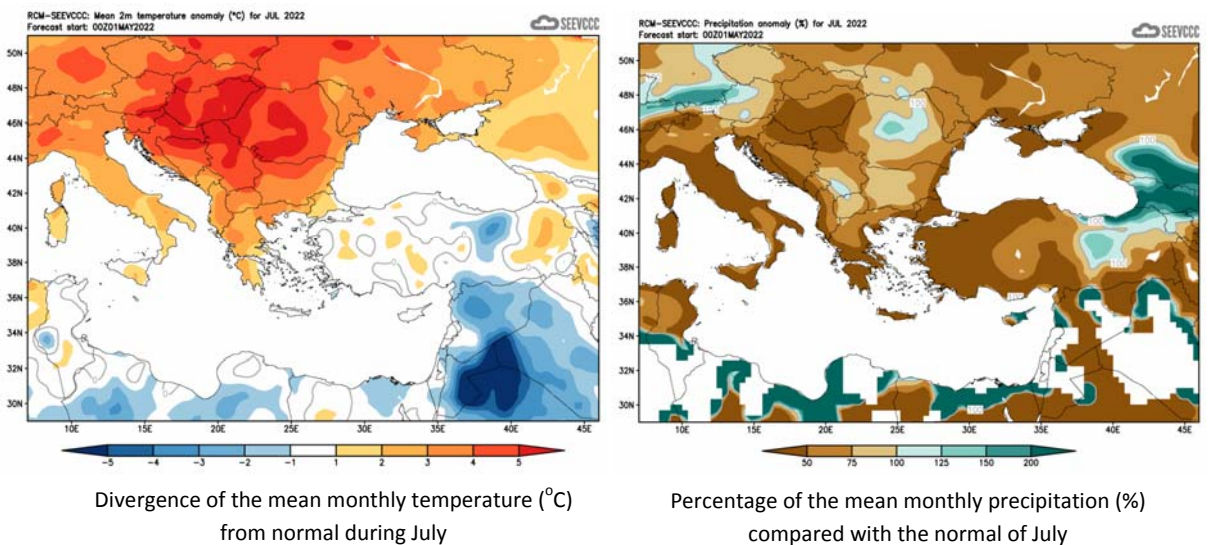 RCM-SEEVCCC: Mean 2m temperature anomaly (°C) for JUL 2022
Forecast start: 00Z01MAY2022
SEEVCCC
50N
48N
46N
44N
42N
40N
38N
36N
34N
32N
30N
10E 15E 20E 25E 30E 35E 40E 45E
-5 -4 -3 -2 -1 1 2 3 4 5
Divergence of the mean monthly temperature (°C)
from normal during July
RCM-SEEVCCC: Precipitation anomaly (%) for JUL 2022
Forecast start: 00Z01MAY2022
SEEVCCC
50N
48N
46N
44N
42N
40N
38N
36N
34N
32N
30N
100
100
100
100
100
10E 15E 20E 25E 30E 35E 40E 45E
50 75 100 125 150 200
Percentage of the mean monthly precipitation (%)
compared with the normal of July